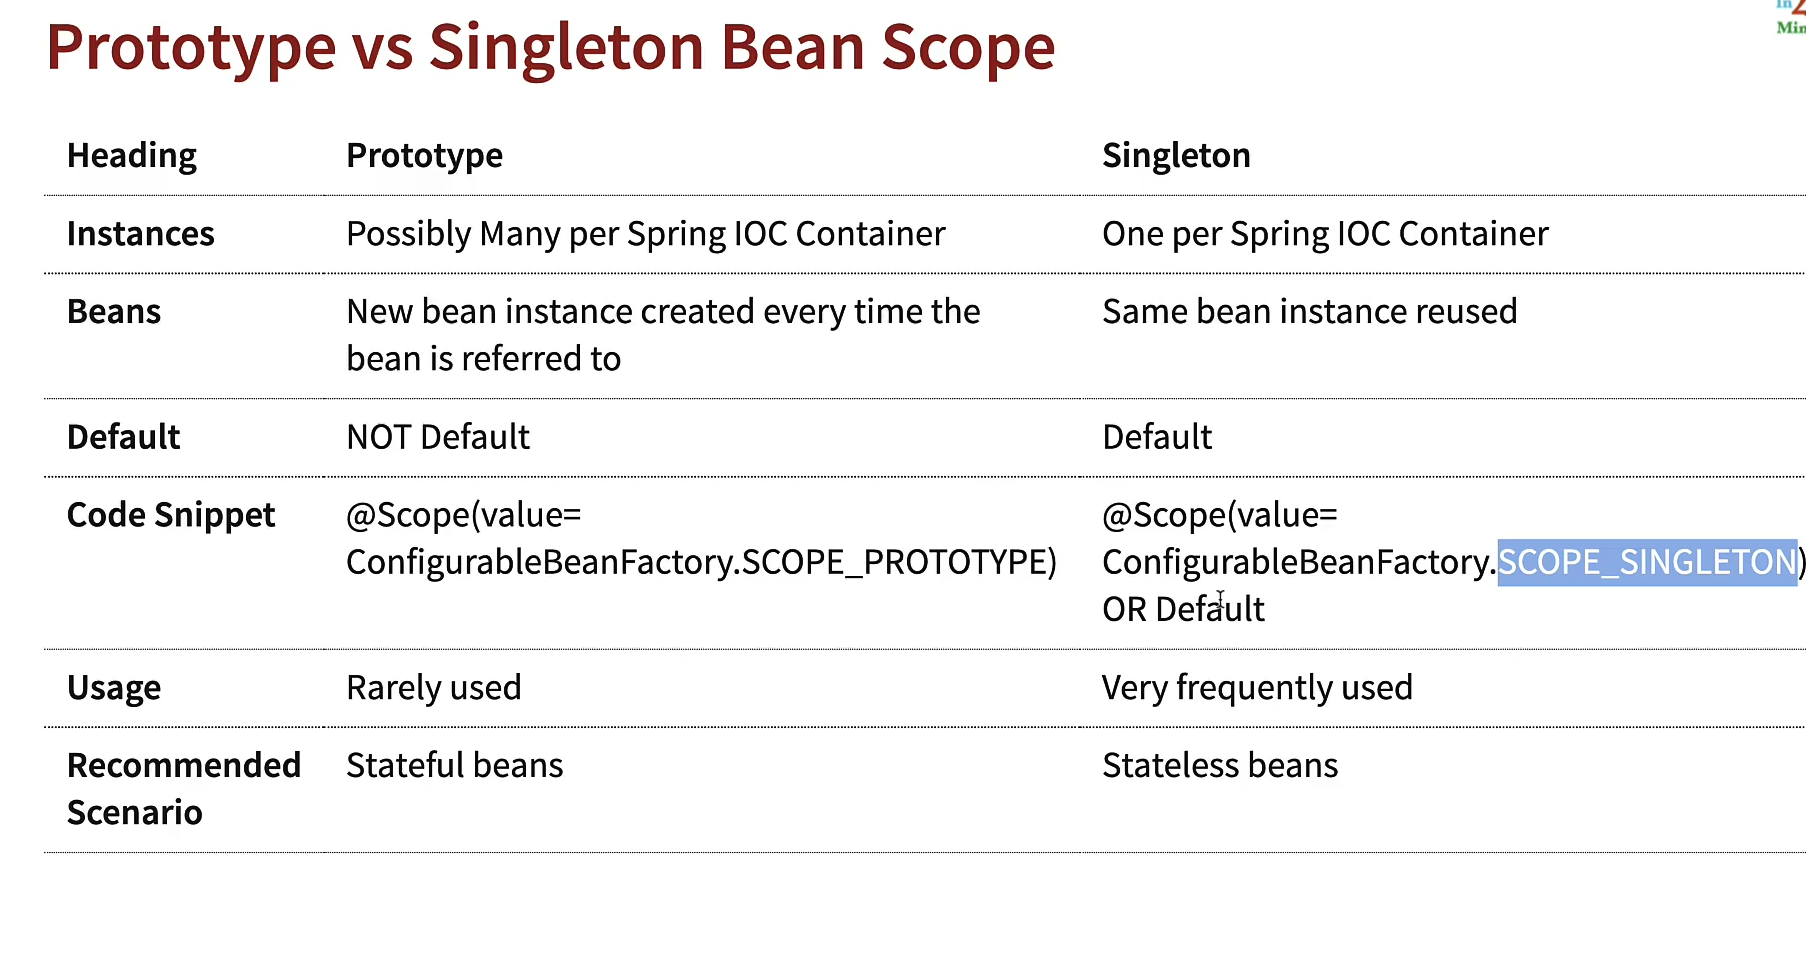 In
Min
Prototype vs Singleton Bean Scope
Heading Prototype Singleton
Instances Possibly Many per Spring IOC Container One per Spring IOC Container
Beans New bean instance created every time the Same bean instance reused
bean is referred to
Default NOT Default Default
Code Snippet @Scope(value= @Scope(value=
ConfigurableBeanFactory.SCOPE_PROTOTYPE) ConfigurableBeanFactory.SCOPE_SINGLETON)
OR Default
Usage Rarely used Very frequently used
Recommended Stateful beans Stateless beans
Scenario